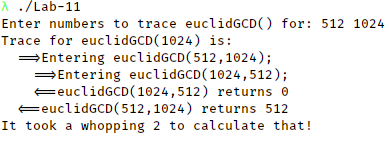 λ ./Lab-11
Enter numbers to trace euclidGCD() for: 512 1024
Trace for euclidGCD(1024) is:
⟹Entering euclidGCD(512,1024);
⟹Entering euclidGCD(1024,512);
⟸euclidGCD(1024,512) returns 0
⟸euclidGCD(512,1024) returns 512
It took a whopping 2 to calculate that!